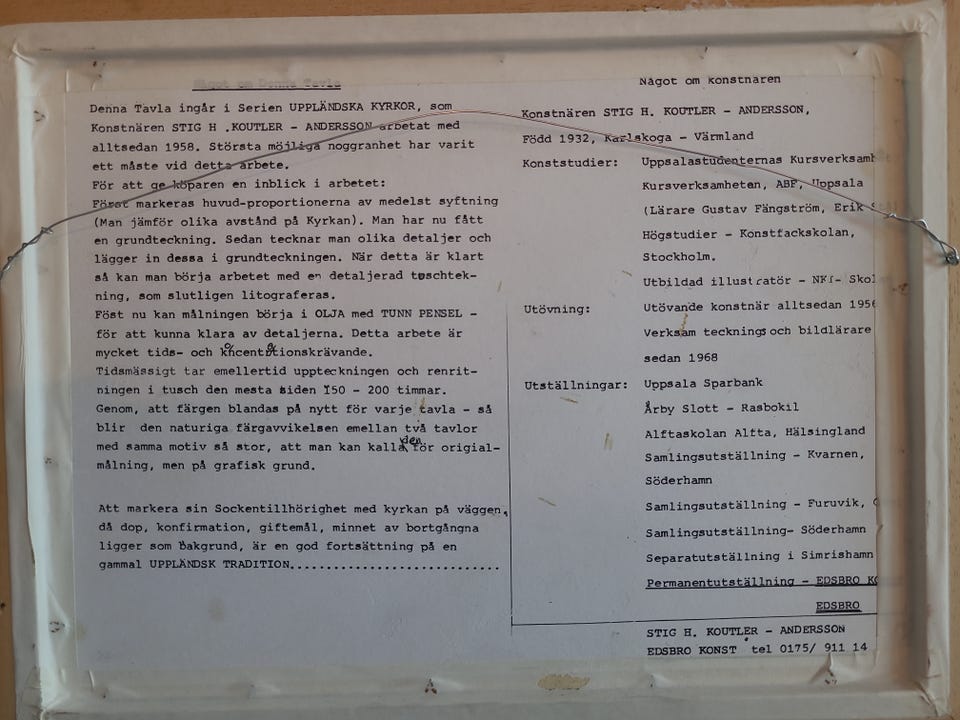 Något om Denna Tavla
Denna Tavla ingår i Serien UPPLÄNDSKA KYRKOR, som
Konstnären STIG H .KOUTLER - ANDERSSON arbetat med
alltsedan 1958. Största möjliga noggranhet har varit
ett måste vid detta arbete.
För att ge köparen en inblick i arbetet:
Först markeras huvud-proportionerna av medelst syftning
(Man jämför olika avstånd på Kyrkan). Man har nu fått
en grundteckning. Sedan tecknar man olika detaljer och
lägger in dessa i grundteckningen. När detta är klart
så kan man börja arbetet med en detaljerad tuschtek-
ning, som slutligen litograferas.
Föst nu kan målningen börja i OLJA med TUNN PENSEL -
för att kunna klara av detaljerna. Detta arbete är
mycket tids- och koncentationskrävande.
Tidsmässigt tar emellertid uppteckningen och renrit-
ningen i tusch den mesta tiden 150 - 200 timmar.
Genom, att färgen blandas på nytt för varje tavla - så
blir den naturiga färgavvikelsen emellan två tavlor
med samma motiv så stor, att man kan kalla den för origial-
målning, men på grafisk grund.
Att markera sin Sockentillhörighet med kyrkan på väggen,
då dop, konfirmation, giftemål, minnet av bortgångna
ligger som bakgrund, är en god fortsättning på en
gammal UPPLÄNDSK TRADITION............................
Något om konstnären
Konstnären STIG H. KOUTLER - ANDERSSON,
Född 1932, Karlskoga - Värmland
Konststudier: Uppsalastudenternas Kursverksamh
Kursverksamheten, ABF, Uppsala
(Lärare Gustav Fängström, Erik
Högstudier - Konstfackskolan,
Stockholm.
Utbildad illustratör - NKI- Skol
Utövning: Utövande konstnär alltsedan 1956
Verksam tecknings och bildlärare
sedan 1968
Utställningar: Uppsala Sparbank
Årby Slott - Rasbokil
Alftaskolan Alfta, Hälsingland
Samlingsutställning - Kvarnen,
Söderhamn
Samlingsutställning - Furuvik,
Samlingsutställning- Söderhamn
Separatutställning i Simrishamn
Permanentutställning - EDSBRO KO
EDSBRO
STIG H. KOUTLER - ANDERSSON
EDSBRO KONST tel 0175/ 911 14